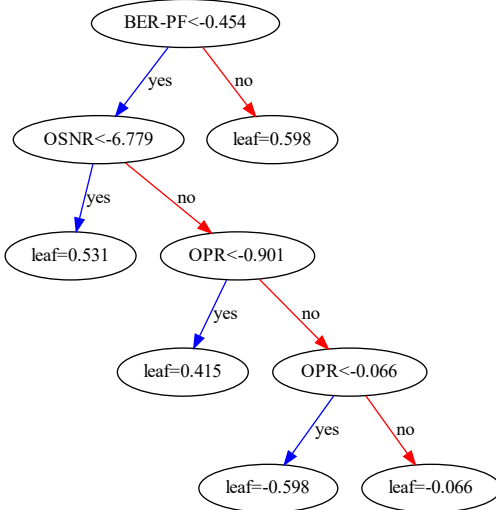 BER-PF<-0.454
yes
no
OSNR<-6.779
leaf=0.598
yes
no
leaf=0.531
OPR<-0.901
yes
no
leaf=0.415
OPR<-0.066
yes
no
leaf=-0.598
leaf=-0.066